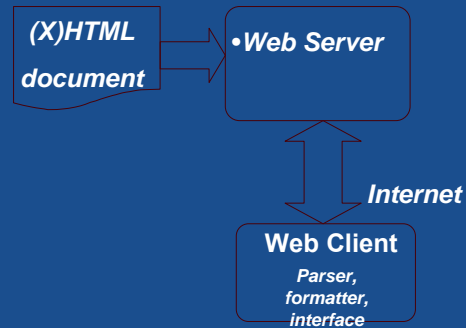 (X)HTML
document
•Web Server
Internet
Web Client
Parser,
formatter,
interface